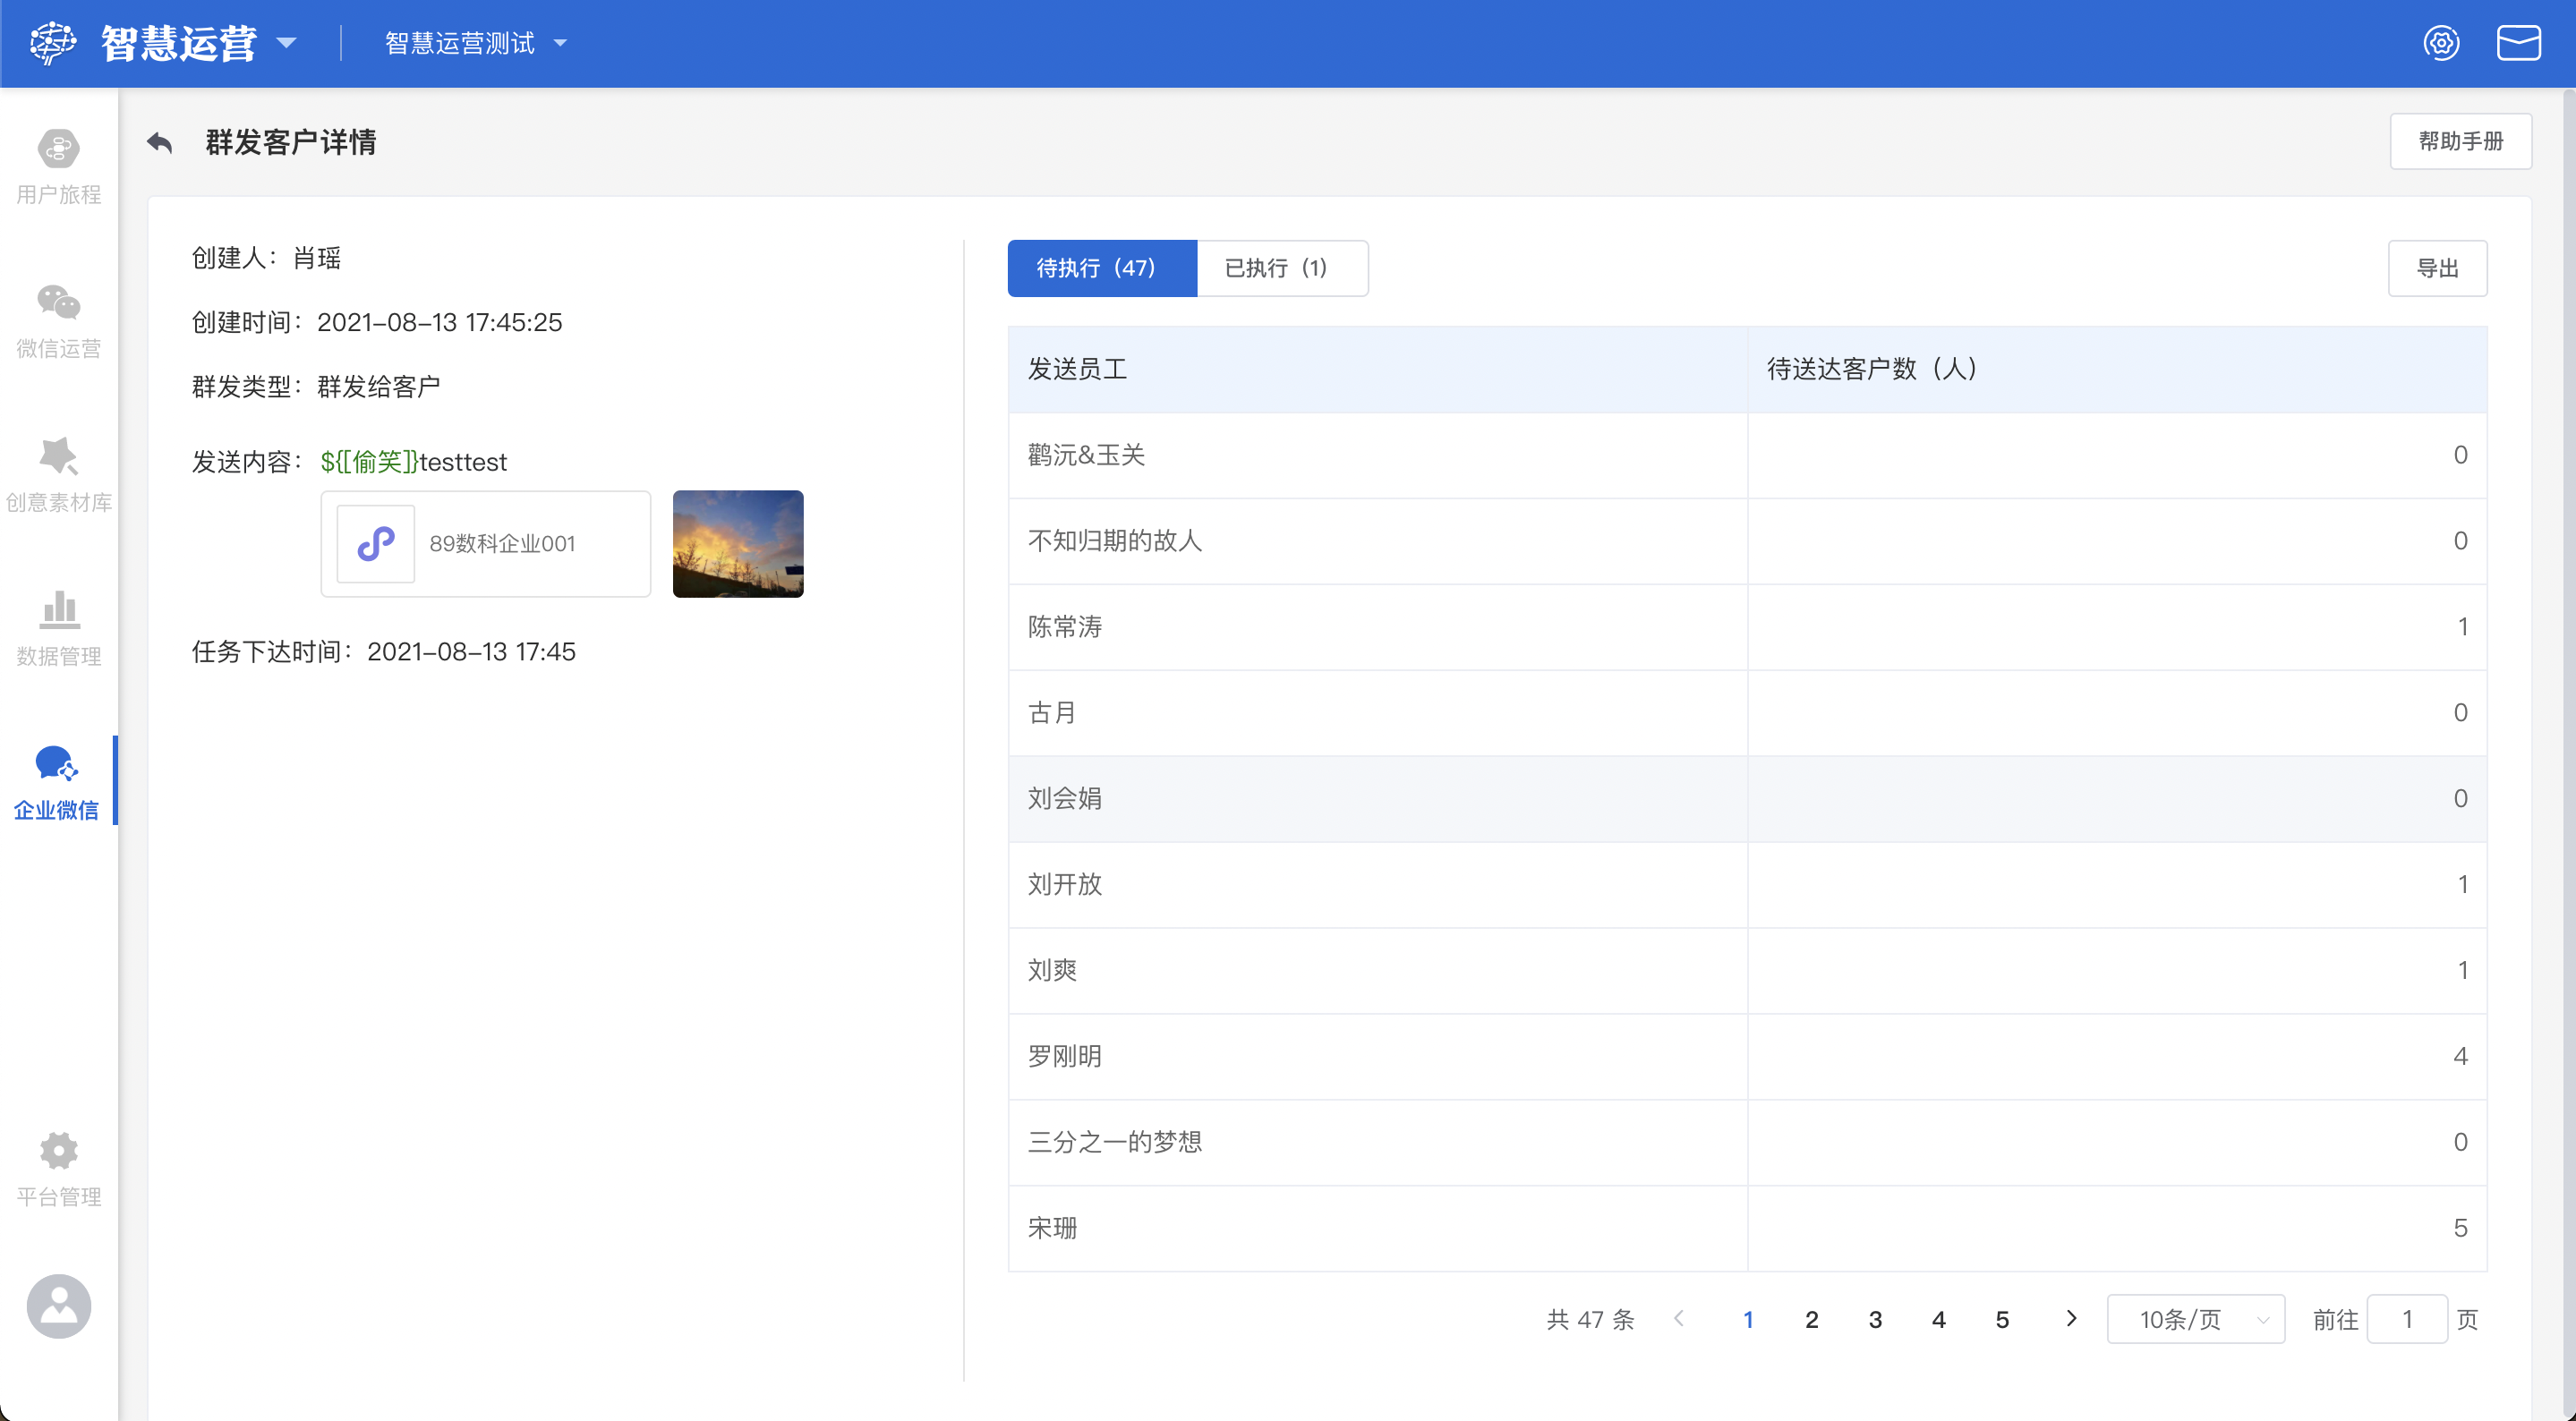 智慧运营
智慧运营测试
用户旅程
微信运营
创意素材库
数据管理
企业微信
平台管理
群发客户详情
帮助手册
创建人：肖瑶
创建时间：2021-08-13 17:45:25
群发类型：群发给客户
发送内容：${[偷笑]}testtest
89数科企业001
任务下达时间：2021-08-13 17:45
待执行（47） 已执行（1）
导出
发送员工 待送达客户数（人）
鹳沅&玉关 0
不知归期的故人 0
陈常涛 1
古月 0
刘会娟 0
刘开放 1
刘爽 1
罗刚明 4
三分之一的梦想 0
宋珊 5
共 47 条 1 2 3 4 5 10条/页 前往 1 页